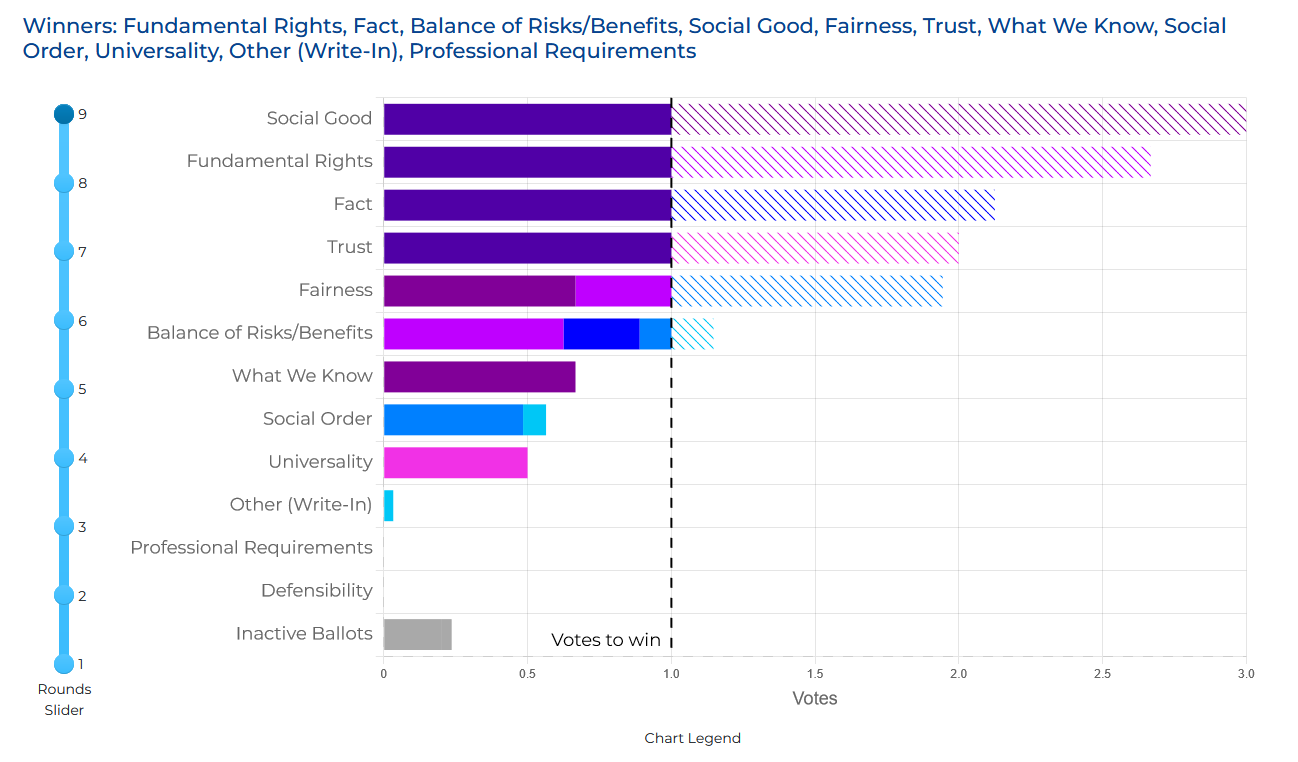 Winners: Fundamental Rights, Fact, Balance of Risks/Benefits, Social Good, Fairness, Trust, What We Know, Social
Order, Universality, Other (Write-In), Professional Requirements
9
8
7
6
5
4
3
2
1
Rounds
Slider
Social Good
Fundamental Rights
Fact
Trust
Fairness
Balance of Risks/Benefits
What We Know
Social Order
Universality
Other (Write-In)
Professional Requirements
Defensibility
Inactive Ballots
Votes to win
0 0.5 1.0 1.5 2.0 2.5 3.0
Votes
Chart Legend